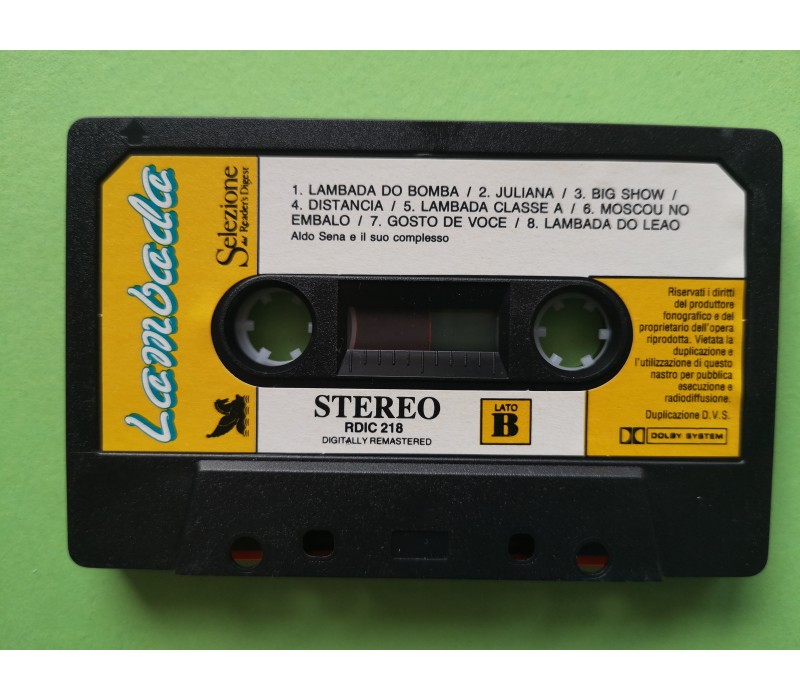 Lambada
Selezione
dal Reader's Digest
1. LAMBADA DO BOMBA / 2. JULIANA / 3. BIG SHOW /
4. DISTANCIA / 5. LAMBADA CLASSE A / 6. MOSCOU NO
EMBALO / 7. GOSTO DE VOCE / 8. LAMBADA DO LEAO
Aldo Sena e il suo complesso
Riservati i diritti
del produttore
fonografico e del
proprietario dell'opera
riprodotta. Vietata la
duplicazione e
l'utilizzazione di questo
nastro per pubblica
esecuzione e
radiodiffusione.
Duplicazione D.V.S.
DOLBY SYSTEM
STEREO
RDIC 218
DIGITALLY REMASTERED
LATO
B